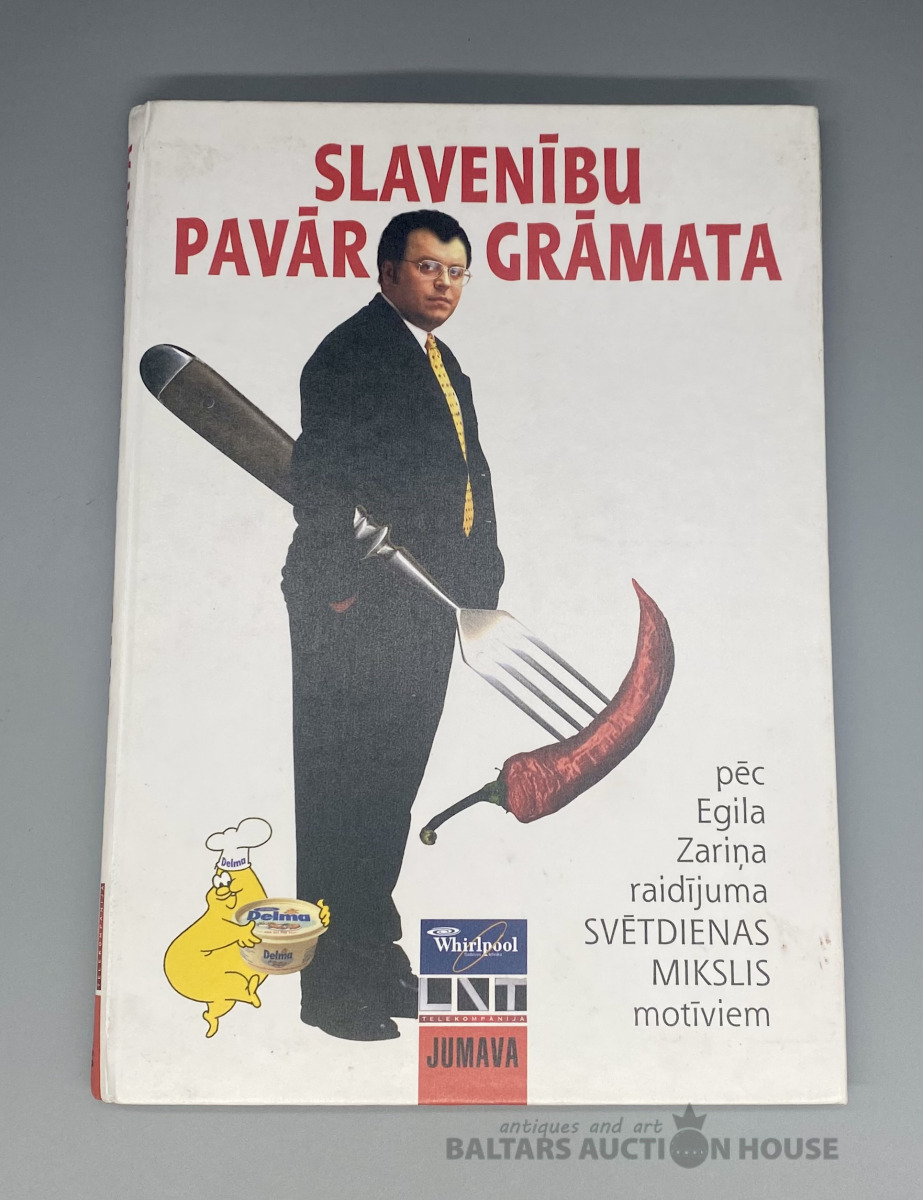 SLAVENĪBU
PAVĀR GRĀMATA
pēc
Egila
Zariņa
raidījuma
SVĒTDIENAS
MIKSLIS
motīviem
Delma
Delma
Delma
Whirlpool
LNT
TELEKOMPĀNIJA
JUMAVA
antiques and art
BALTARS AUCTION HOUSE